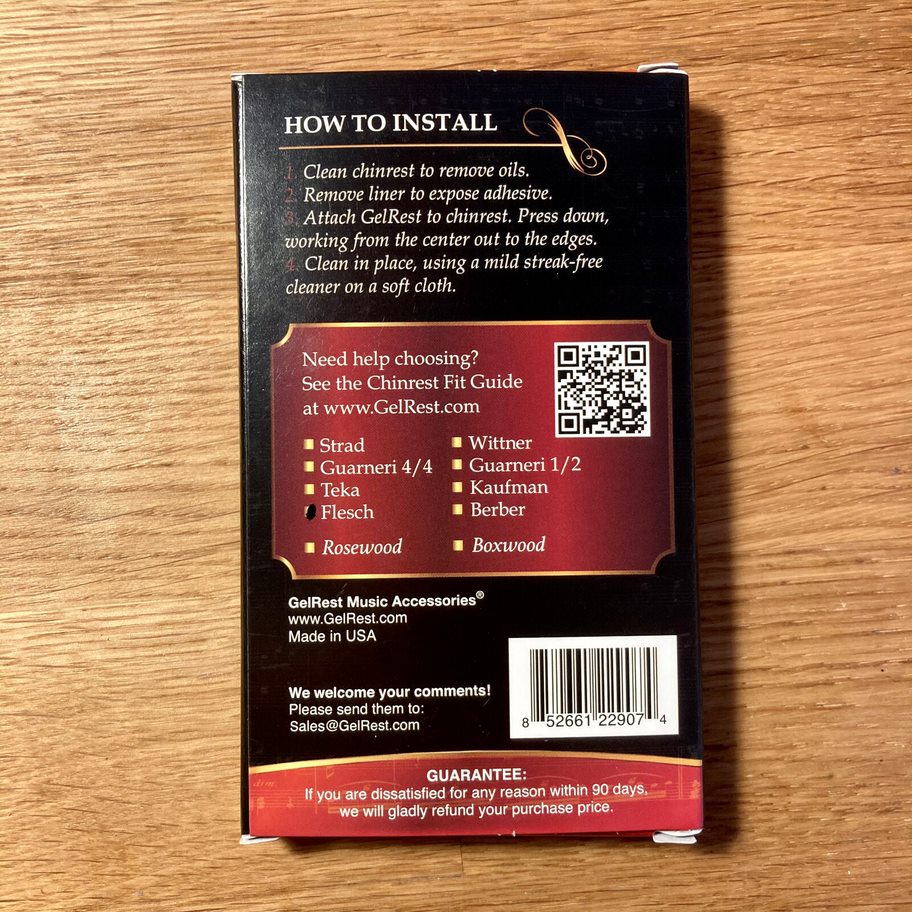 HOW TO INSTALL
1. Clean chinrest to remove oils.
2. Remove liner to expose adhesive.
3. Attach GelRest to chinrest. Press down,
working from the center out to the edges.
4. Clean in place, using a mild streak-free
cleaner on a soft cloth.
Need help choosing?
See the Chinrest Fit Guide
at www.GelRest.com
Strad
Guarneri 4/4
Teka
Flesch
Rosewood
Wittner
Guarneri 1/2
Kaufman
Berber
Boxwood
GelRest Music Accessories®
www.GelRest.com
Made in USA
We welcome your comments!
Please send them to:
Sales@GelRest.com
8 52661 22907 4
dim
GUARANTEE:
If you are dissatisfied for any reason within 90 days,
we will gladly refund your purchase price.